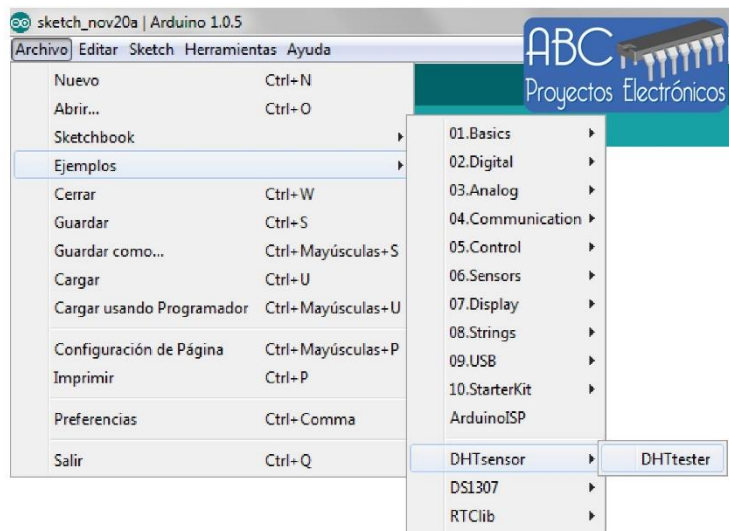 sketch_nov20a | Arduino 1.0.5
Archivo Editar Sketch Herramientas Ayuda
ABC
Proyectos Electrónicos
Nuevo Ctrl+N
Abrir... Ctrl+O
Sketchbook
Ejemplos
Cerrar Ctrl+W
Guardar Ctrl+S
Guardar como... Ctrl+Mayúsculas+S
Cargar Ctrl+U
Cargar usando Programador Ctrl+Mayúsculas+U
Configuración de Página Ctrl+Mayúsculas+P
Imprimir Ctrl+P
Preferencias Ctrl+Comma
Salir Ctrl+Q
01.Basics
02.Digital
03.Analog
04.Communication
05.Control
06.Sensors
07.Display
08.Strings
09.USB
10.StarterKit
ArduinoISP
DHTsensor
DS1307
RTClib
DHTtester